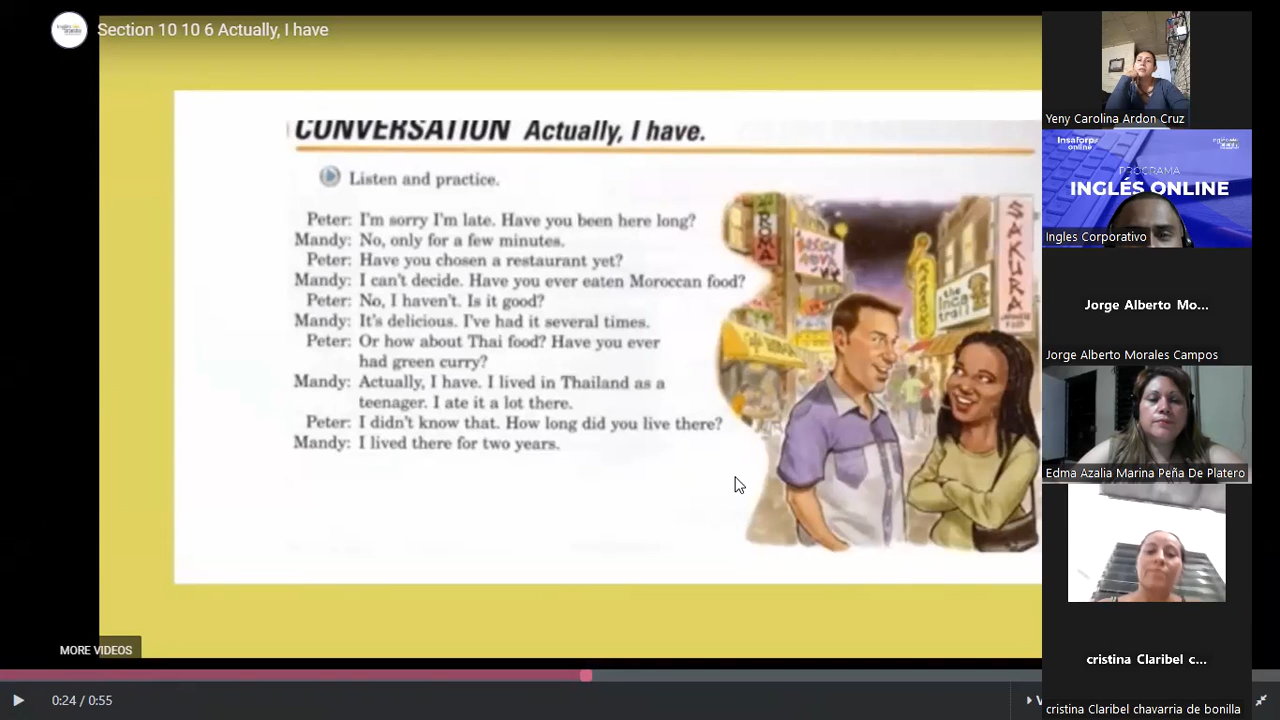 Section 10 10 6 Actually, I have
CONVERSATION Actually, I have.
Listen and practice.
Peter: I'm sorry I'm late. Have you been here long?
Mandy: No, only for a few minutes.
Peter: Have you chosen a restaurant yet?
Mandy: I can't decide. Have you ever eaten Moroccan food?
Peter: No, I haven't. Is it good?
Mandy: It's delicious. I've had it several times.
Peter: Or how about Thai food? Have you ever
had green curry?
Mandy: Actually, I have. I lived in Thailand as a
teenager. I ate it a lot there.
Peter: I didn't know that. How long did you live there?
Mandy: I lived there for two years.
ROMA
BOSSA
NOVA
the
Inca
trail
SAKURA
MORE VIDEOS
0:24 / 0:55
Yeny Carolina Ardon Cruz
Insaforp
online
PROGRAMA
INGLÉS ONLINE
Ingles Corporativo
Jorge Alberto Mo...
Jorge Alberto Morales Campos
Edma Azalia Marina Peña De Platero
cristina Claribel c...
cristina Claribel chavarria de bonilla